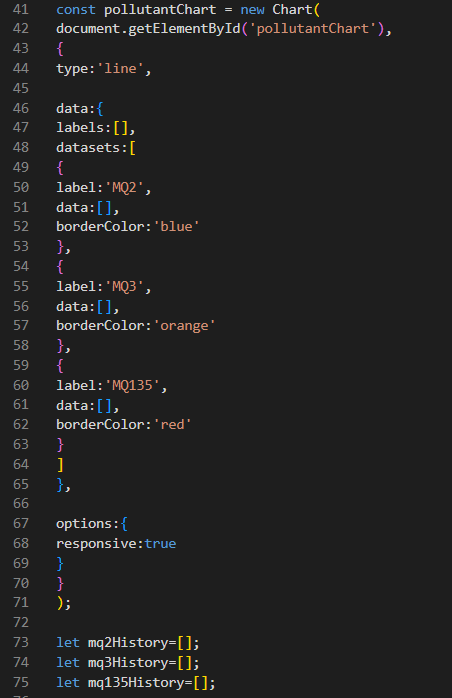 41 const pollutantChart = new Chart(
42 document.getElementById('pollutantChart'),
43 {
44 type:'line',
45
46 data:{
47 labels:[],
48 datasets:[
49 {
50 label:'MQ2',
51 data:[],
52 borderColor:'blue'
53 },
54 {
55 label:'MQ3',
56 data:[],
57 borderColor:'orange'
58 },
59 {
60 label:'MQ135',
61 data:[],
62 borderColor:'red'
63 }
64 ]
65 },
66
67 options:{
68 responsive:true
69 }
70 }
71 );
72
73 let mq2History=[];
74 let mq3History=[];
75 let mq135History=[];